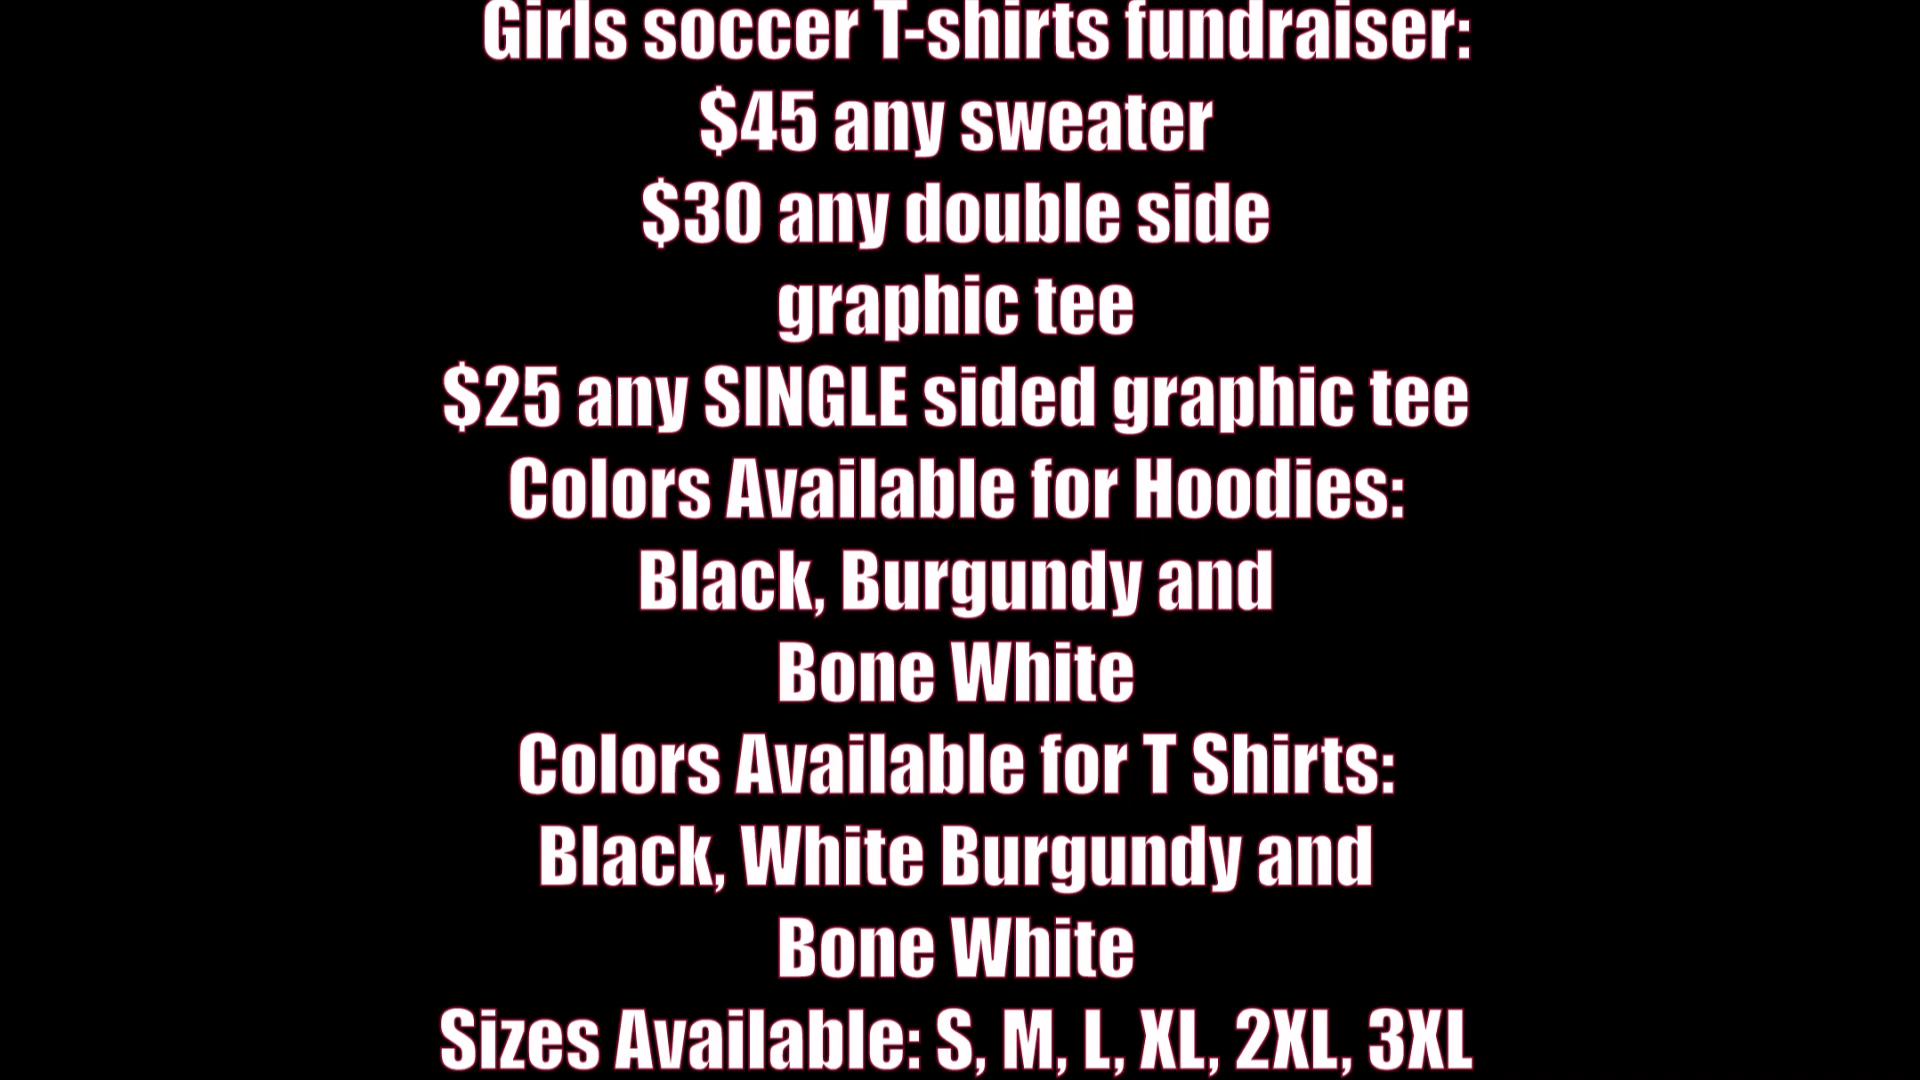 Girls soccer T-shirts fundraiser:
$45 any sweater
$30 any double side
graphic tee
$25 any SINGLE sided graphic tee
Colors Available for Hoodies:
Black, Burgundy and
Bone White
Colors Available for T Shirts:
Black, White Burgundy and
Bone White
Sizes Available: S, M, L, XL, 2XL, 3XL